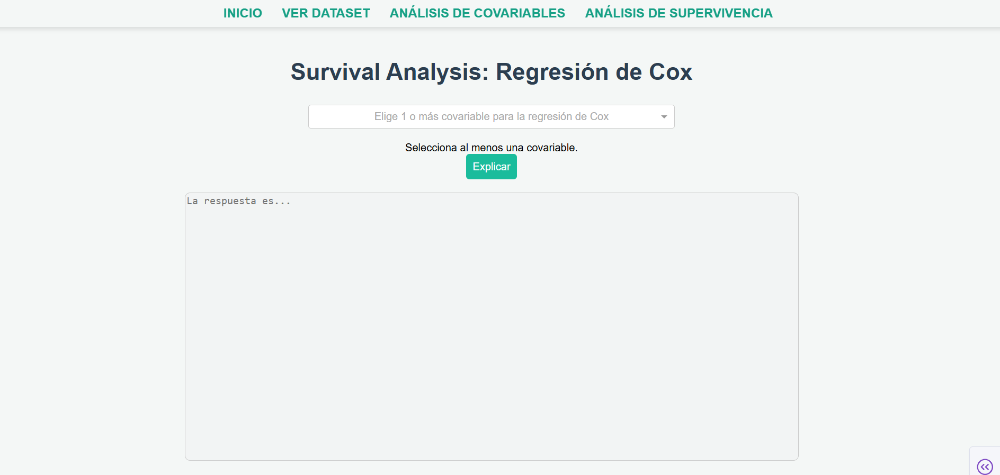 INICIO VER DATASET ANÁLISIS DE COVARIABLES ANÁLISIS DE SUPERVIVENCIA
Survival Analysis: Regresión de Cox
Elige 1 o más covariable para la regresión de Cox
Selecciona al menos una covariable.
Explicar
La respuesta es...